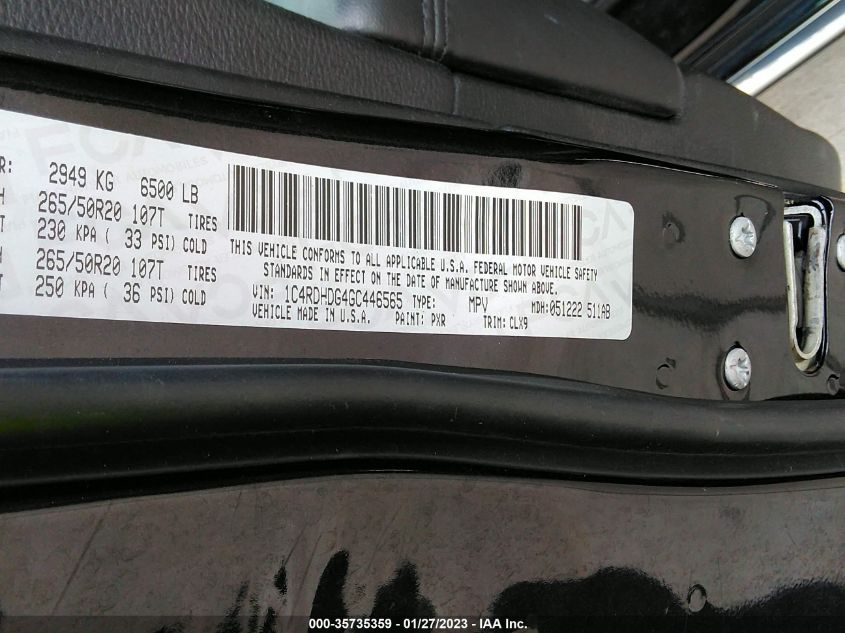 R: 2949 KG 6500 LB
H 265/50R20 107T TIRES
T 230 KPA ( 33 PSI) COLD
H 265/50R20 107T TIRES
T 250 KPA ( 36 PSI) COLD
THIS VEHICLE CONFORMS TO ALL APPLICABLE U.S.A. FEDERAL MOTOR VEHICLE SAFETY
STANDARDS IN EFFECT ON THE DATE OF MANUFACTURE SHOWN ABOVE.
VIN: 1C4RDHDG4GC446565 TYPE: MPV MDH:051222 511AB
VEHICLE MADE IN U.S.A. PAINT: PXR TRIM: CLX9
000-35735359 — 01/27/2023 — IAA Inc.